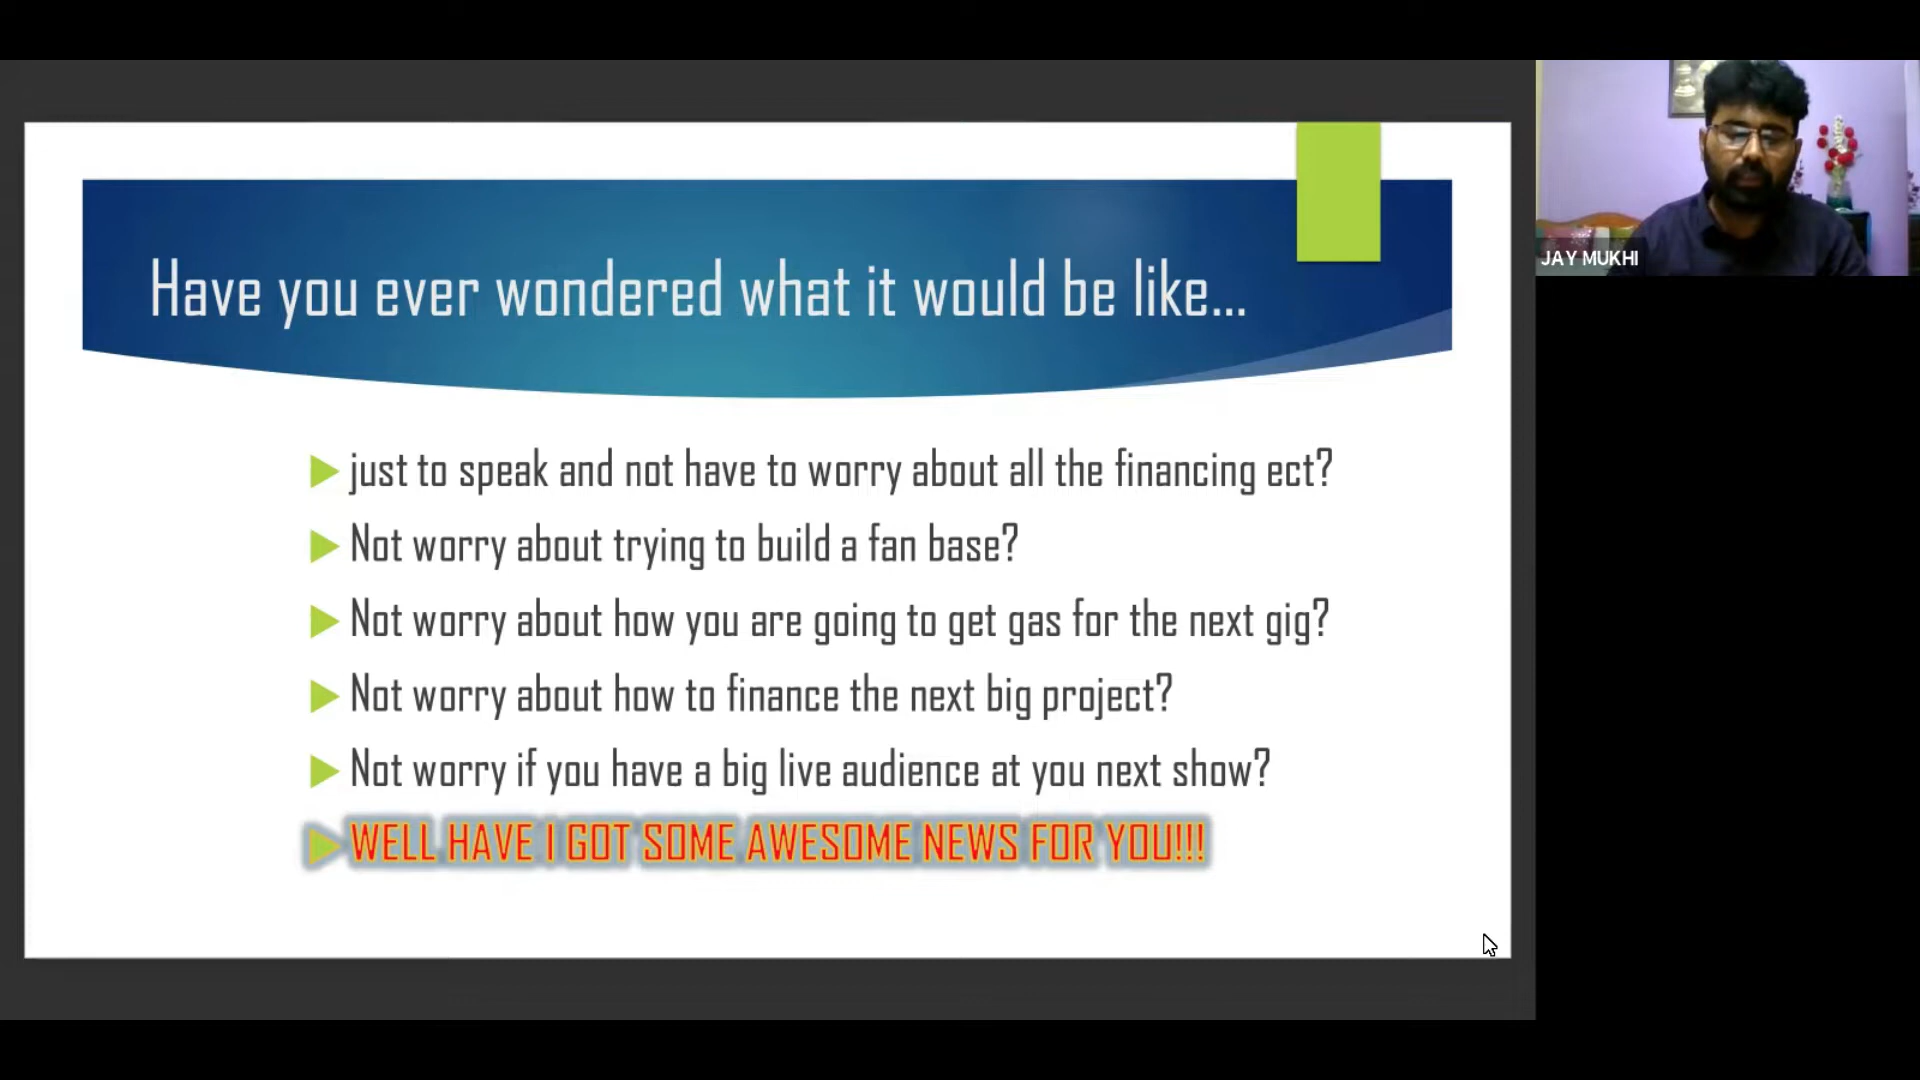 Have you ever wondered what it would be like...
just to speak and not have to worry about all the financing ect?
Not worry about trying to build a fan base?
Not worry about how you are going to get gas for the next gig?
Not worry about how to finance the next big project?
Not worry if you have a big live audience at you next show?
WELL HAVE I GOT SOME AWESOME NEWS FOR YOU!!!
JAY MUKHI